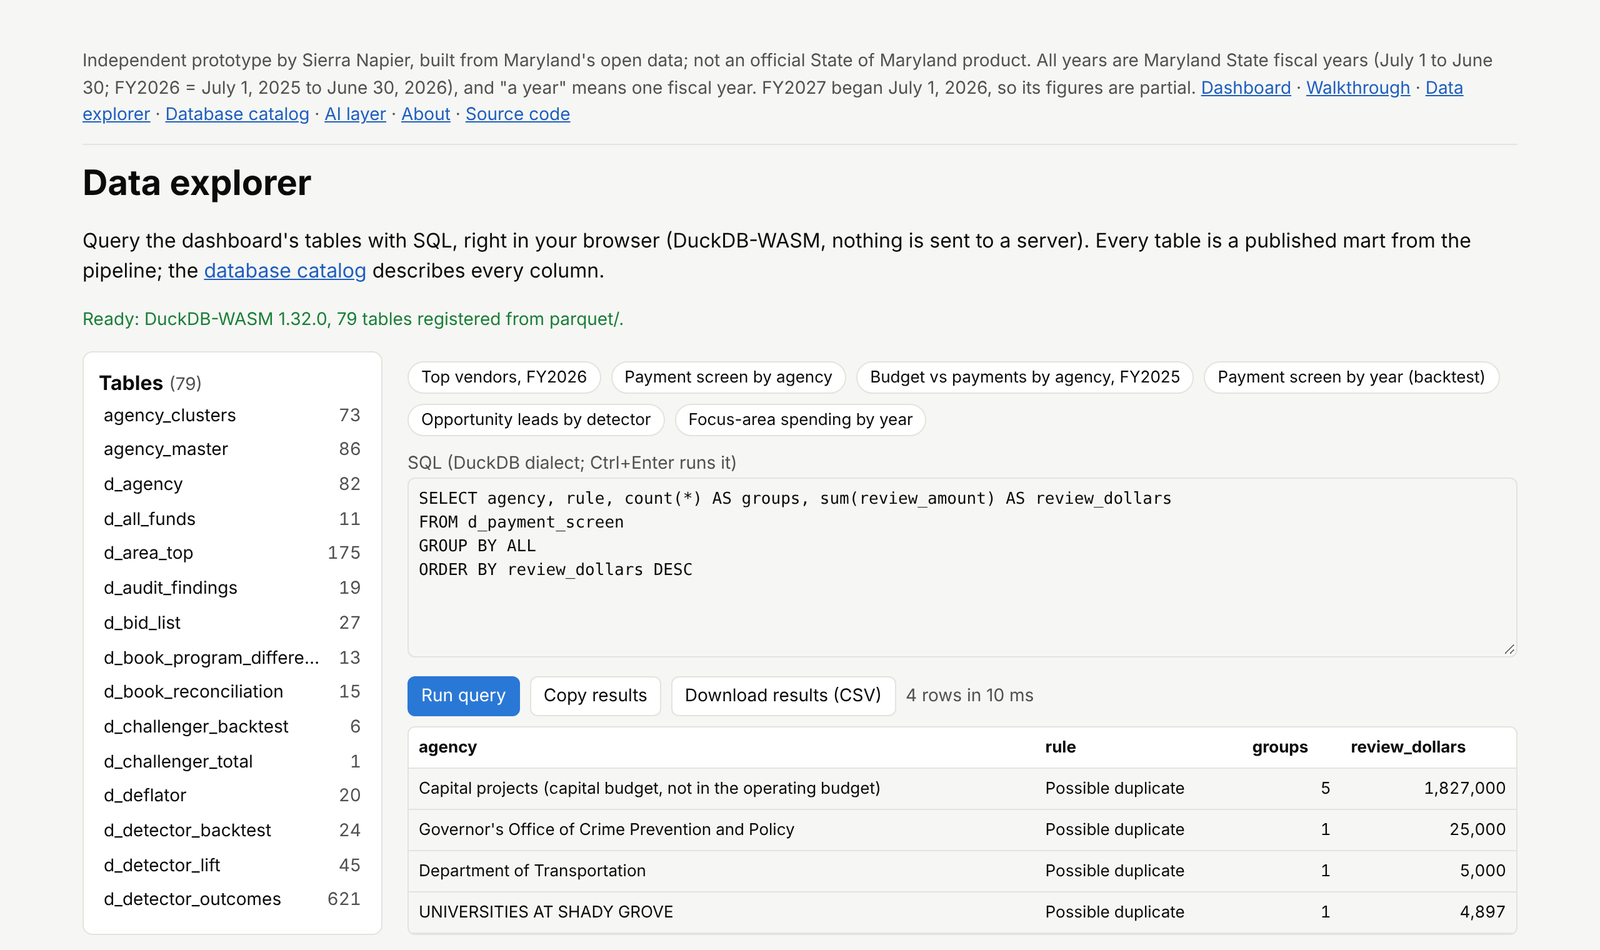 Independent prototype by Sierra Napier, built from Maryland's open data; not an official State of Maryland product. All years are Maryland State fiscal years (July 1 to June
30; FY2026 = July 1, 2025 to June 30, 2026), and "a year" means one fiscal year. FY2027 began July 1, 2026, so its figures are partial. Dashboard · Walkthrough · Data
explorer · Database catalog · AI layer · About · Source code
Data explorer
Query the dashboard's tables with SQL, right in your browser (DuckDB-WASM, nothing is sent to a server). Every table is a published mart from the
pipeline; the database catalog describes every column.
Ready: DuckDB-WASM 1.32.0, 79 tables registered from parquet/.
Tables (79)
agency_clusters 73
agency_master 86
d_agency 82
d_all_funds 11
d_area_top 175
d_audit_findings 19
d_bid_list 27
d_book_program_differe... 13
d_book_reconciliation 15
d_challenger_backtest 6
d_challenger_total 1
d_deflator 20
d_detector_backtest 24
d_detector_lift 45
d_detector_outcomes 621
Top vendors, FY2026 Payment screen by agency Budget vs payments by agency, FY2025 Payment screen by year (backtest)
Opportunity leads by detector Focus-area spending by year
SQL (DuckDB dialect; Ctrl+Enter runs it)
SELECT agency, rule, count(*) AS groups, sum(review_amount) AS review_dollars
FROM d_payment_screen
GROUP BY ALL
ORDER BY review_dollars DESC
Run query Copy results Download results (CSV) 4 rows in 10 ms
agency rule groups review_dollars
Capital projects (capital budget, not in the operating budget) Possible duplicate 5 1,827,000
Governor's Office of Crime Prevention and Policy Possible duplicate 1 25,000
Department of Transportation Possible duplicate 1 5,000
UNIVERSITIES AT SHADY GROVE Possible duplicate 1 4,897